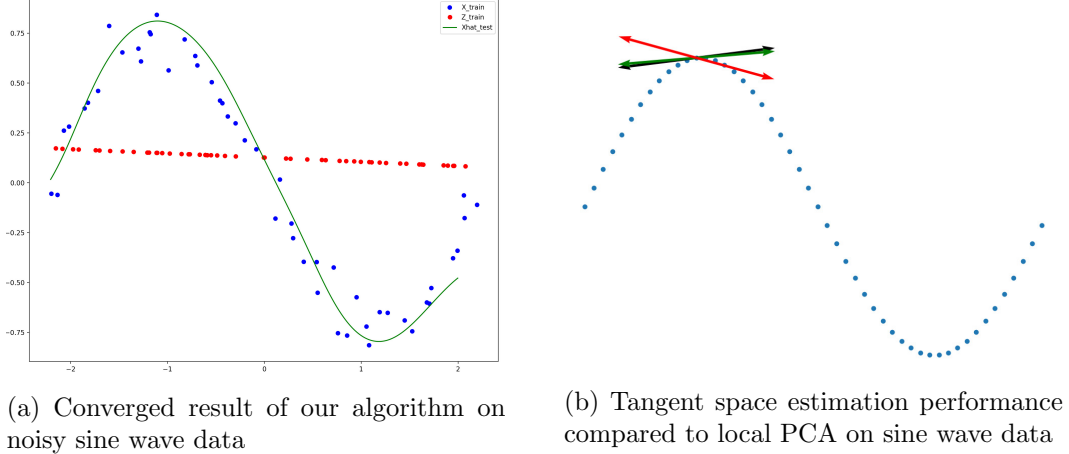 X_train
Z_train
Xhat_test
0.75
0.50
0.25
0.00
−0.25
−0.50
−0.75
−2
−1
0
1
2
(a) Converged result of our algorithm on
noisy sine wave data
(b) Tangent space estimation performance
compared to local PCA on sine wave data